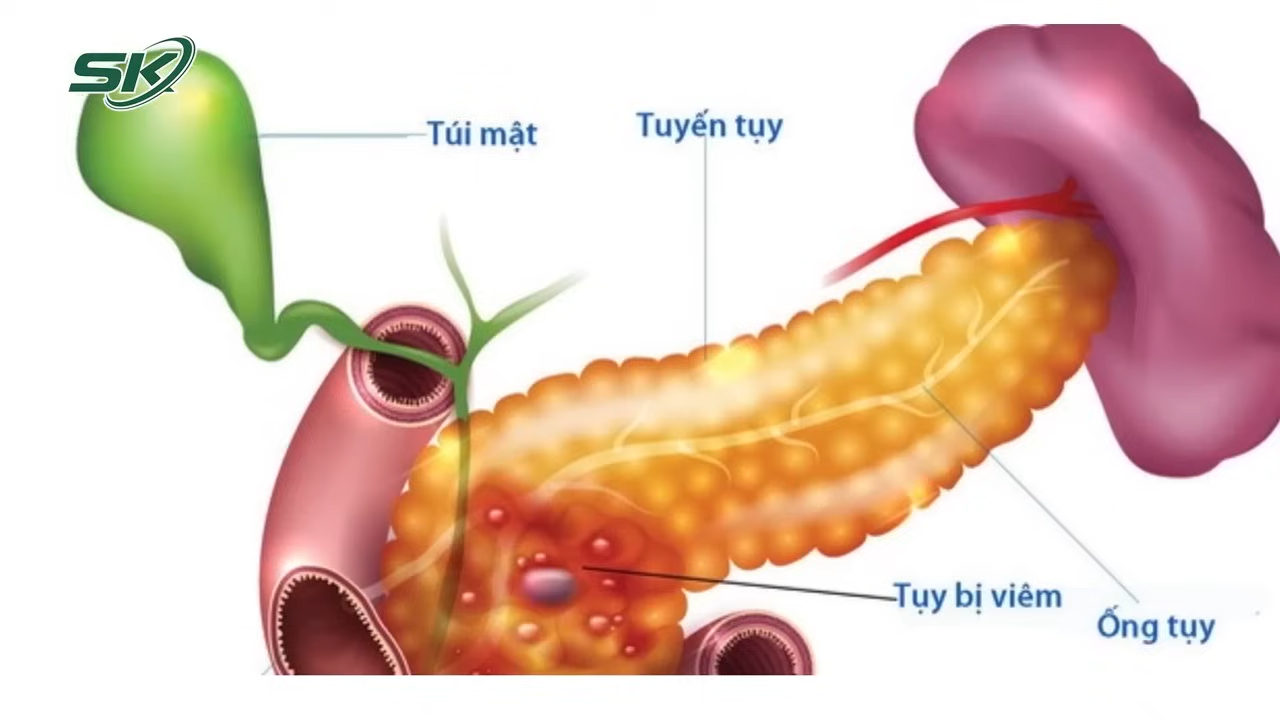 SK
Túi mật
Tuyến tụy
Tụy bị viêm
Ống tụy